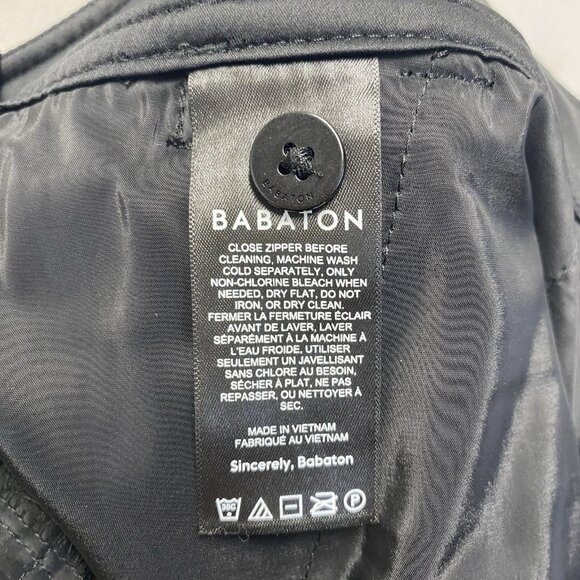 BABATON
BABATON
CLOSE ZIPPER BEFORE
CLEANING, MACHINE WASH
COLD SEPARATELY, ONLY
NON-CHLORINE BLEACH WHEN
NEEDED, DRY FLAT, DO NOT
IRON, OR DRY CLEAN.
FERMER LA FERMETURE ÉCLAIR
AVANT DE LAVER, LAVER
SÉPARÉMENT À LA MACHINE À
L'EAU FROIDE, UTILISER
SEULEMENT UN JAVELLISANT
SANS CHLORE AU BESOIN,
SÉCHER À PLAT, NE PAS
REPASSER, OU NETTOYER À
SEC.
MADE IN VIETNAM
FABRIQUÉ AU VIETNAM
Sincerely, Babaton
30C P